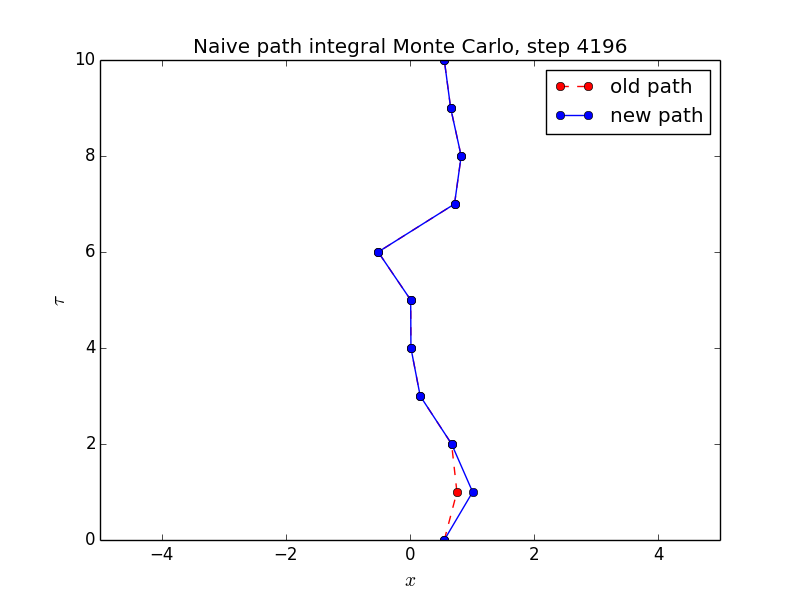 Naive path integral Monte Carlo, step 4196
10
8
6
4
2
0
τ
old path
new path
−4 −2 0 2 4
x